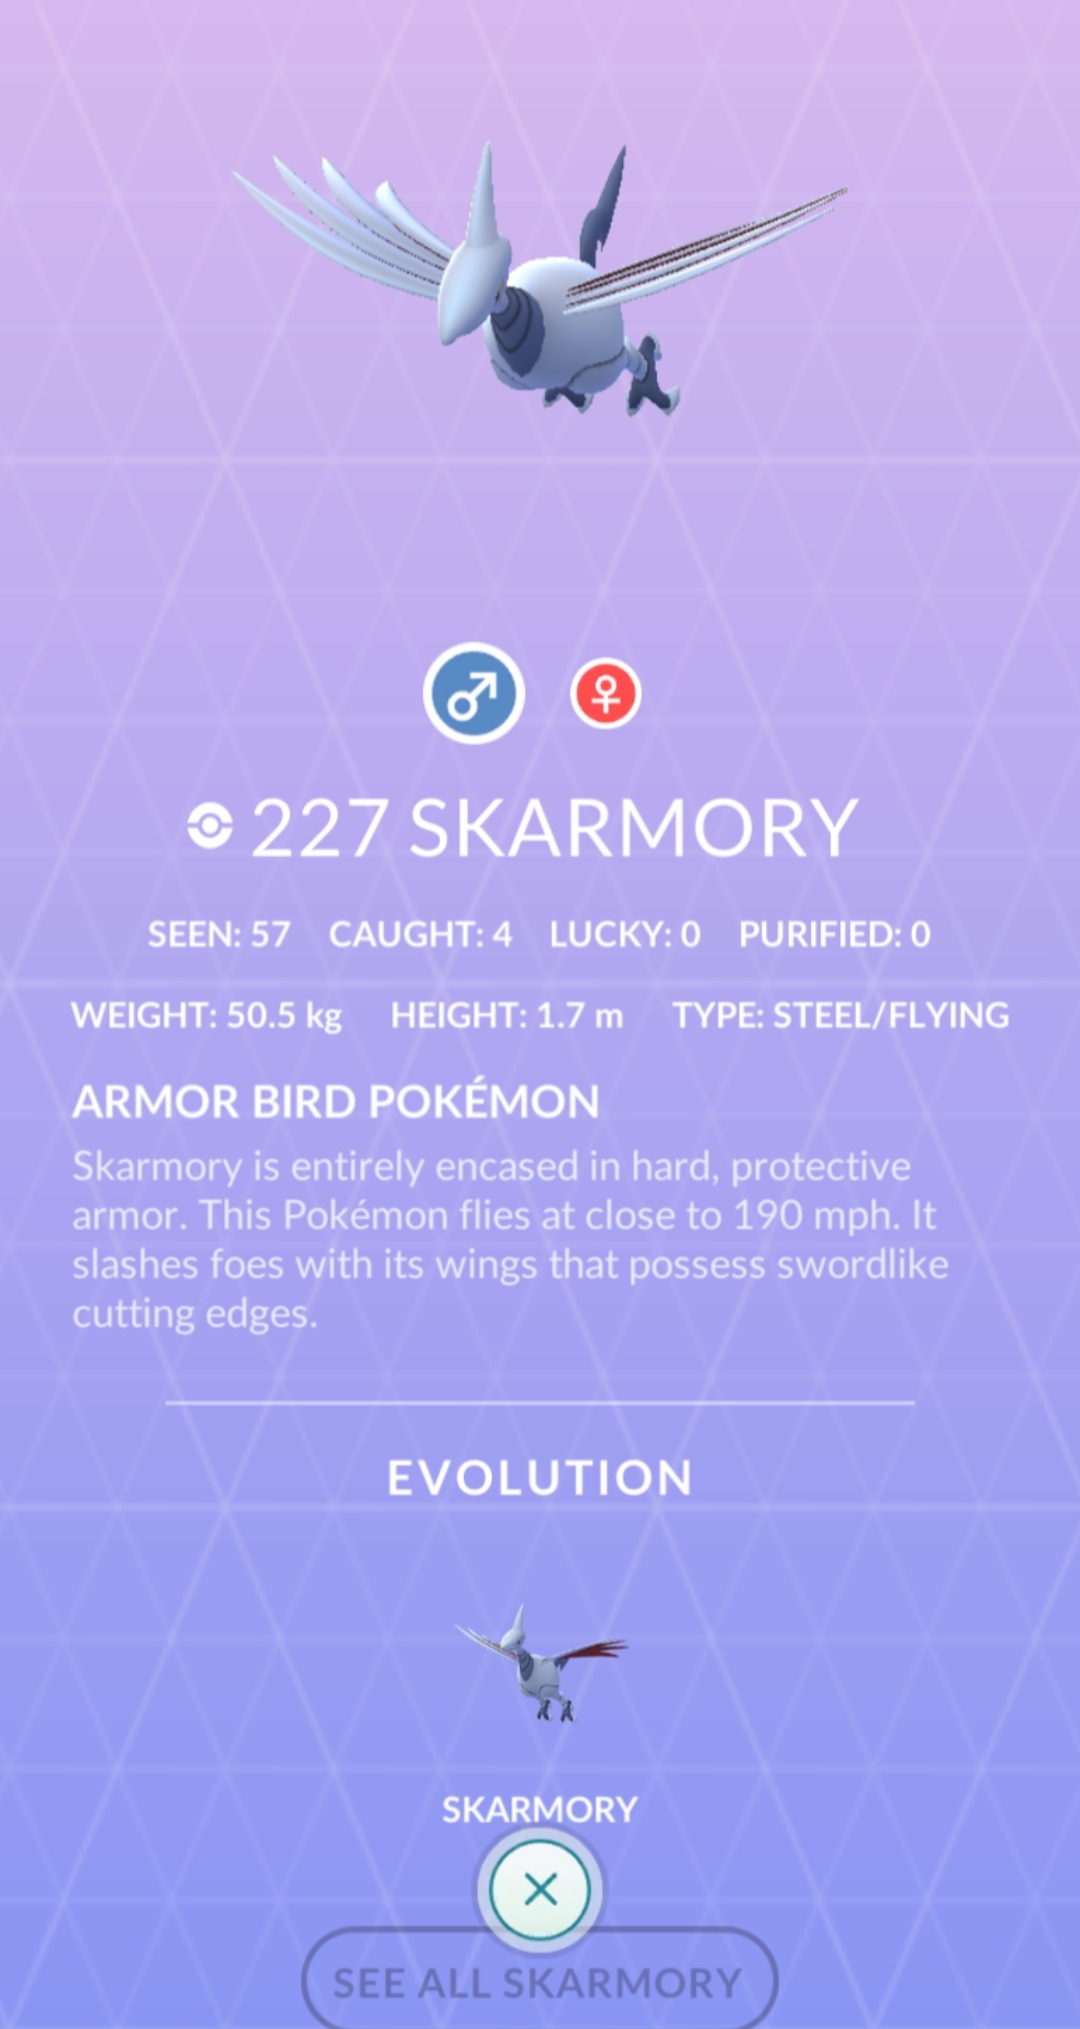 227 SKARMORY
SEEN: 57 CAUGHT: 4 LUCKY: 0 PURIFIED: 0
WEIGHT: 50.5 kg HEIGHT: 1.7 m TYPE: STEEL/FLYING
ARMOR BIRD POKÉMON
Skarmory is entirely encased in hard, protective
armor. This Pokémon flies at close to 190 mph. It
slashes foes with its wings that possess swordlike
cutting edges.
EVOLUTION
SKARMORY
SEE ALL SKARMORY